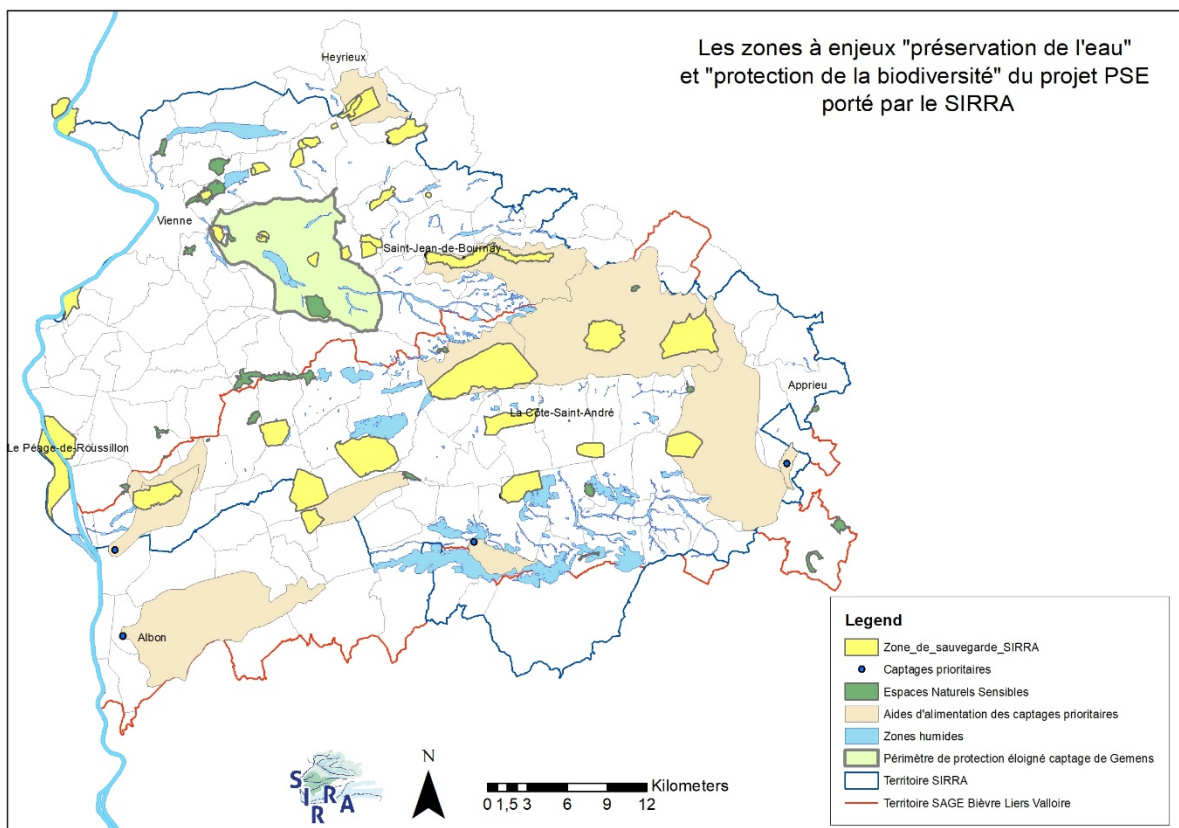 Les zones à enjeux "préservation de l'eau"
et "protection de la biodiversité" du projet PSE
porté par le SIRRA
Heyrieux
Vienne
Saint-Jean-de-Bournay
Apprieu
La Côte-Saint-André
Le Péage-de-Roussillon
Albon
Legend
Zone_de_sauvegarde_SIRRA
Captages prioritaires
Espaces Naturels Sensibles
Aides d'alimentation des captages prioritaires
Zones humides
Périmètre de protection éloigné captage de Gemens
Territoire SIRRA
Territoire SAGE Bièvre Liers Valloire
SIRRA
N
Kilometers
0 1,5 3 6 9 12